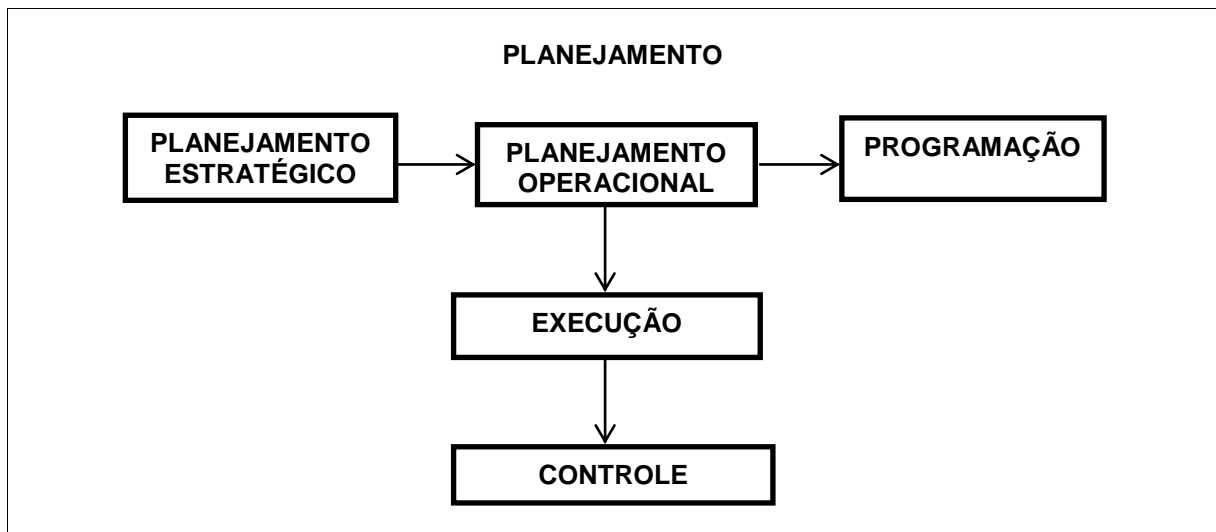 PLANEJAMENTO
PLANEJAMENTO
ESTRATÉGICO
PLANEJAMENTO
OPERACIONAL
PROGRAMAÇÃO
EXECUÇÃO
CONTROLE